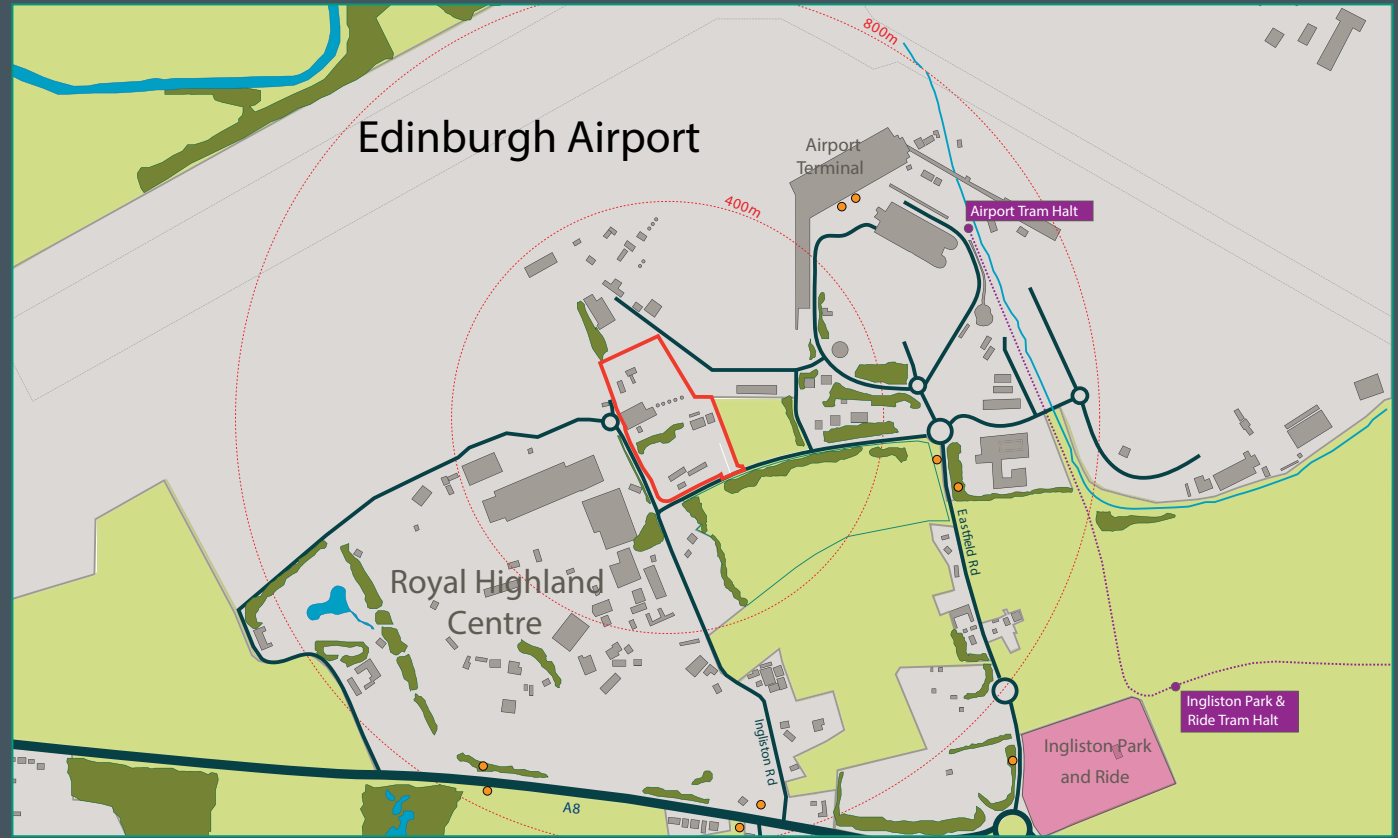 800m
Edinburgh Airport
Airport
Terminal
400m
Airport Tram Halt
Eastfield Rd
Royal Highland
Centre
Ingliston Park &
Ride Tram Halt
Ingliston Rd
Ingliston Park
and Ride
A8